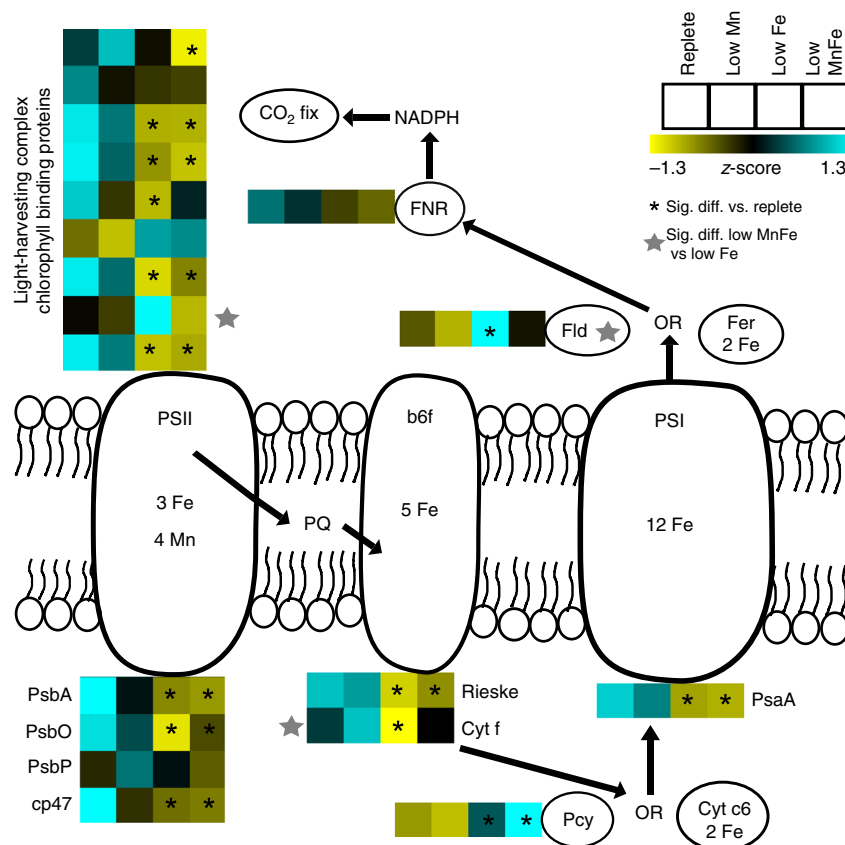 Light-harvesting complex
chlorophyll binding proteins
*
* *
* *
*
* *
* *
CO2 fix
NADPH
FNR
Replete
Low Mn
Low Fe
Low
MnFe
−1.3 z-score 1.3
* Sig. diff. vs. replete
Sig. diff. low MnFe
vs low Fe
*
Fld
OR
Fer
2 Fe
PSII
3 Fe
4 Mn
PQ
b6f
5 Fe
PSI
12 Fe
PsbA * *
PsbO * *
PsbP
cp47 * *
* * Rieske
* Cyt f
* * PsaA
* * Pcy
OR
Cyt c6
2 Fe